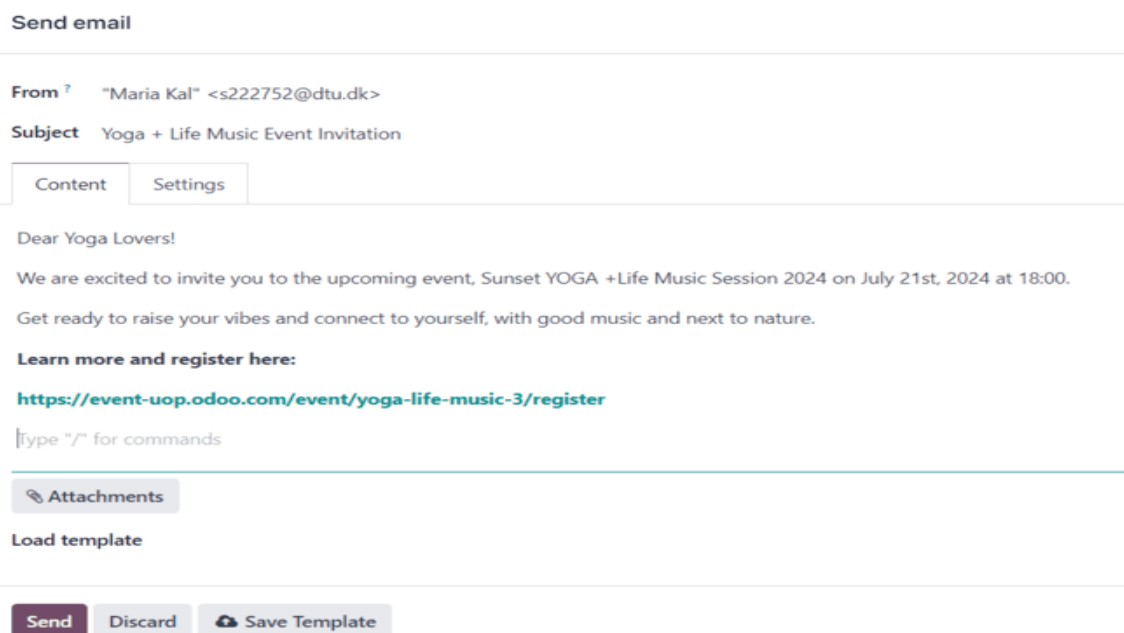 Send email
From ? "Maria Kal" <s222752@dtu.dk>
Subject Yoga + Life Music Event Invitation
Content Settings
Dear Yoga Lovers!
We are excited to invite you to the upcoming event, Sunset YOGA +Life Music Session 2024 on July 21st, 2024 at 18:00.
Get ready to raise your vibes and connect to yourself, with good music and next to nature.
Learn more and register here:
https://event-uop.odoo.com/event/yoga-life-music-3/register
Type "/" for commands
Attachments
Load template
Send Discard Save Template